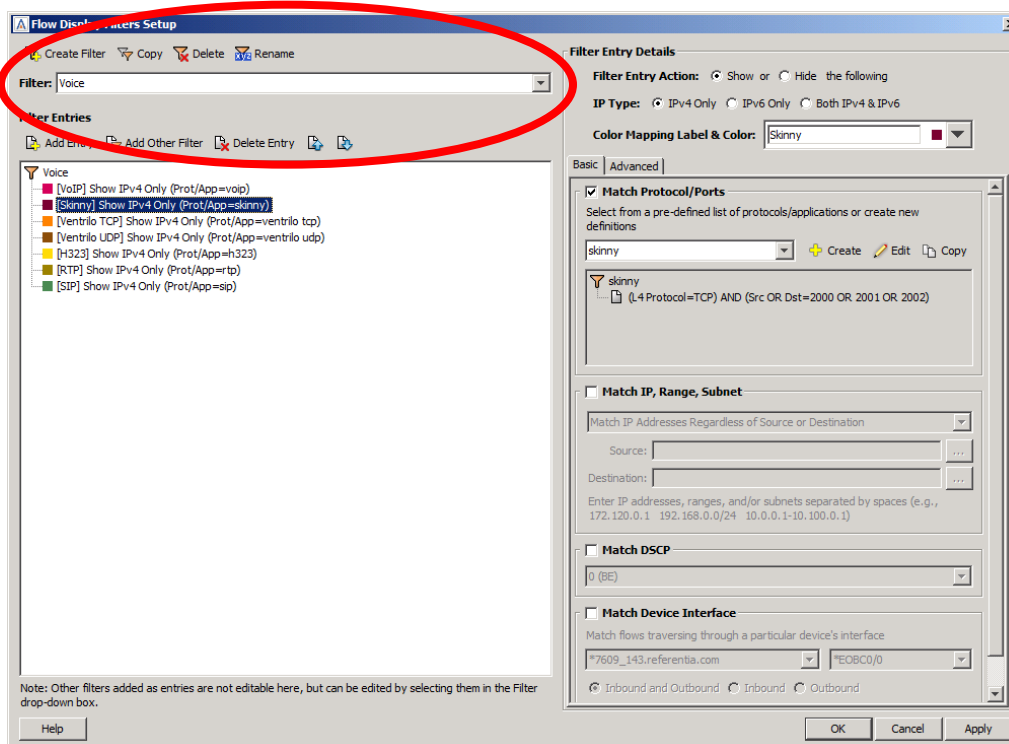 Flow Display Filters Setup
Create Filter Copy Delete Rename
Filter: Voice
Filter Entries
Add Entry Add Other Filter Delete Entry
Voice
[VoIP] Show IPv4 Only (Prot/App=voip)
[Skinny] Show IPv4 Only (Prot/App=skinny)
[Ventrilo TCP] Show IPv4 Only (Prot/App=ventrilo tcp)
[Ventrilo UDP] Show IPv4 Only (Prot/App=ventrilo udp)
[H323] Show IPv4 Only (Prot/App=h323)
[RTP] Show IPv4 Only (Prot/App=rtp)
[SIP] Show IPv4 Only (Prot/App=sip)
Note: Other filters added as entries are not editable here, but can be edited by selecting them in the Filter
drop-down box.
Help
Filter Entry Details
Filter Entry Action: Show or Hide the following
IP Type: IPv4 Only IPv6 Only Both IPv4 & IPv6
Color Mapping Label & Color: Skinny
Basic Advanced
Match Protocol/Ports
Select from a pre-defined list of protocols/applications or create new
definitions
skinny Create Edit Copy
skinny
(L4 Protocol=TCP) AND (Src OR Dst=2000 OR 2001 OR 2002)
Match IP, Range, Subnet
Match IP Addresses Regardless of Source or Destination
Source: ...
Destination: ...
Enter IP addresses, ranges, and/or subnets separated by spaces (e.g.,
172.120.0.1 192.168.0.0/24 10.0.0.1-10.100.0.1)
Match DSCP
0 (BE)
Match Device Interface
Match flows traversing through a particular device's interface
*7609_143.referentia.com *EOBC0/0
Inbound and Outbound Inbound Outbound
OK Cancel Apply